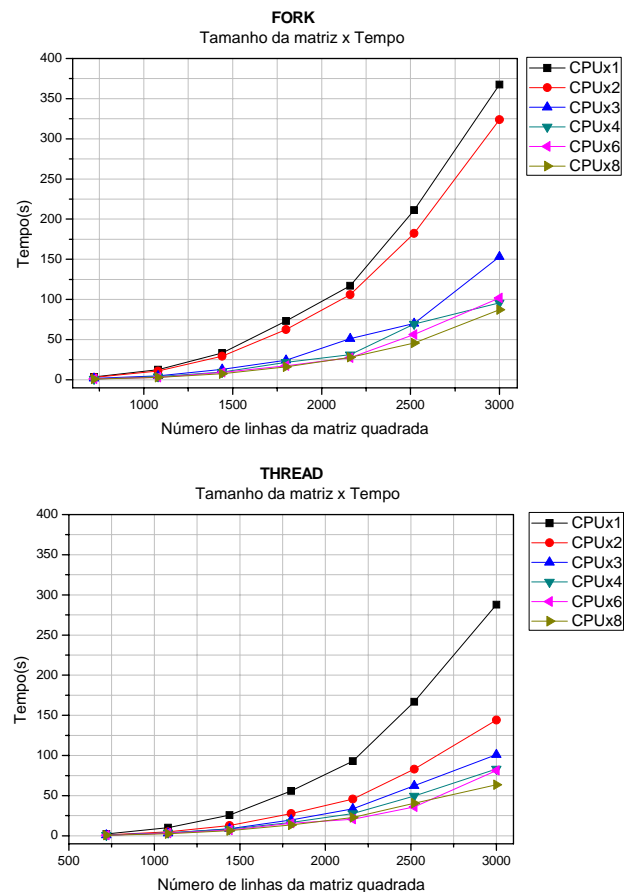 FORK
Tamanho da matriz x Tempo
400
350
300
250
200
150
100
50
0
Tempo(s)
1000 1500 2000 2500 3000
Número de linhas da matriz quadrada
CPUx1
CPUx2
CPUx3
CPUx4
CPUx6
CPUx8
THREAD
Tamanho da matriz x Tempo
400
350
300
250
200
150
100
50
0
Tempo(s)
500 1000 1500 2000 2500 3000
Número de linhas da matriz quadrada
CPUx1
CPUx2
CPUx3
CPUx4
CPUx6
CPUx8